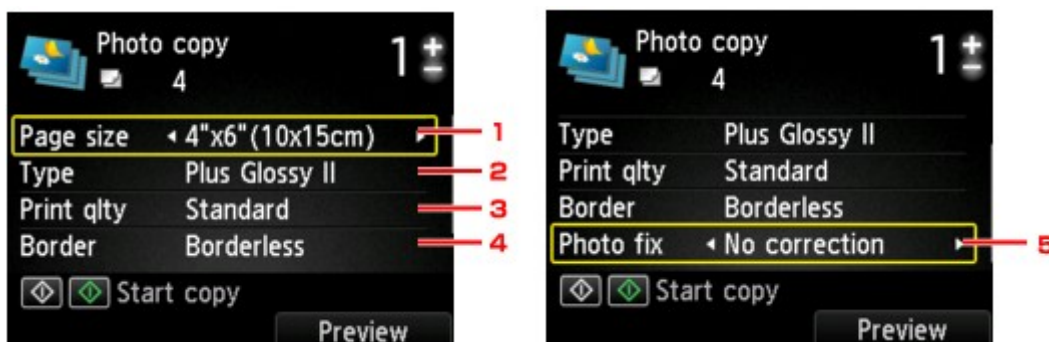 Photo copy
4
1 + -
Page size 4"x6"(10x15cm) 1
Type Plus Glossy II 2
Print qlty Standard 3
Border Borderless 4
Start copy
Preview
Photo copy
4
1 + -
Type Plus Glossy II
Print qlty Standard
Border Borderless
Photo fix No correction 5
Start copy
Preview